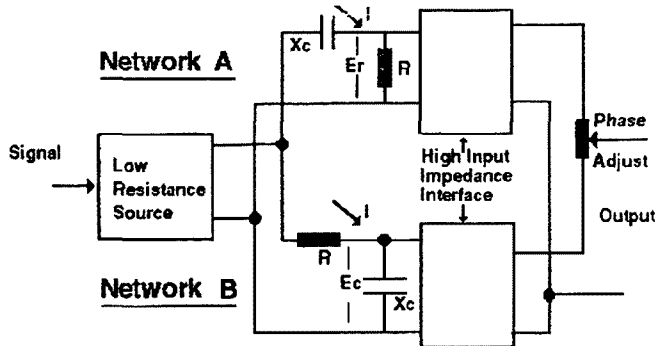 I
Xc
Er
R
Network A
Signal
Low
Resistance
Source
High Input
Impedance
Interface
Phase
Adjust
Output
I
R
Ec
Xc
Network B